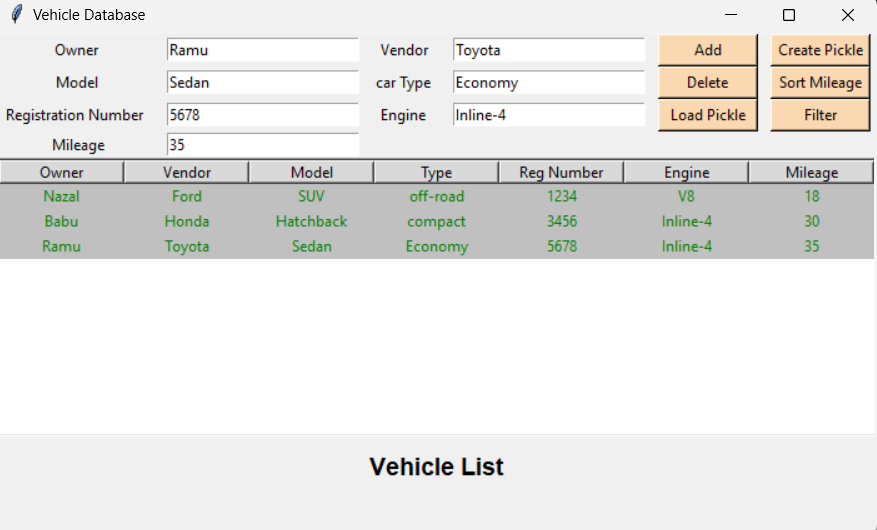 Vehicle Database
Owner Ramu Vendor Toyota Add Create Pickle
Model Sedan car Type Economy Delete Sort Mileage
Registration Number 5678 Engine Inline-4 Load Pickle Filter
Mileage 35
Owner Vendor Model Type Reg Number Engine Mileage
Nazal Ford SUV off-road 1234 V8 18
Babu Honda Hatchback compact 3456 Inline-4 30
Ramu Toyota Sedan Economy 5678 Inline-4 35
Vehicle List